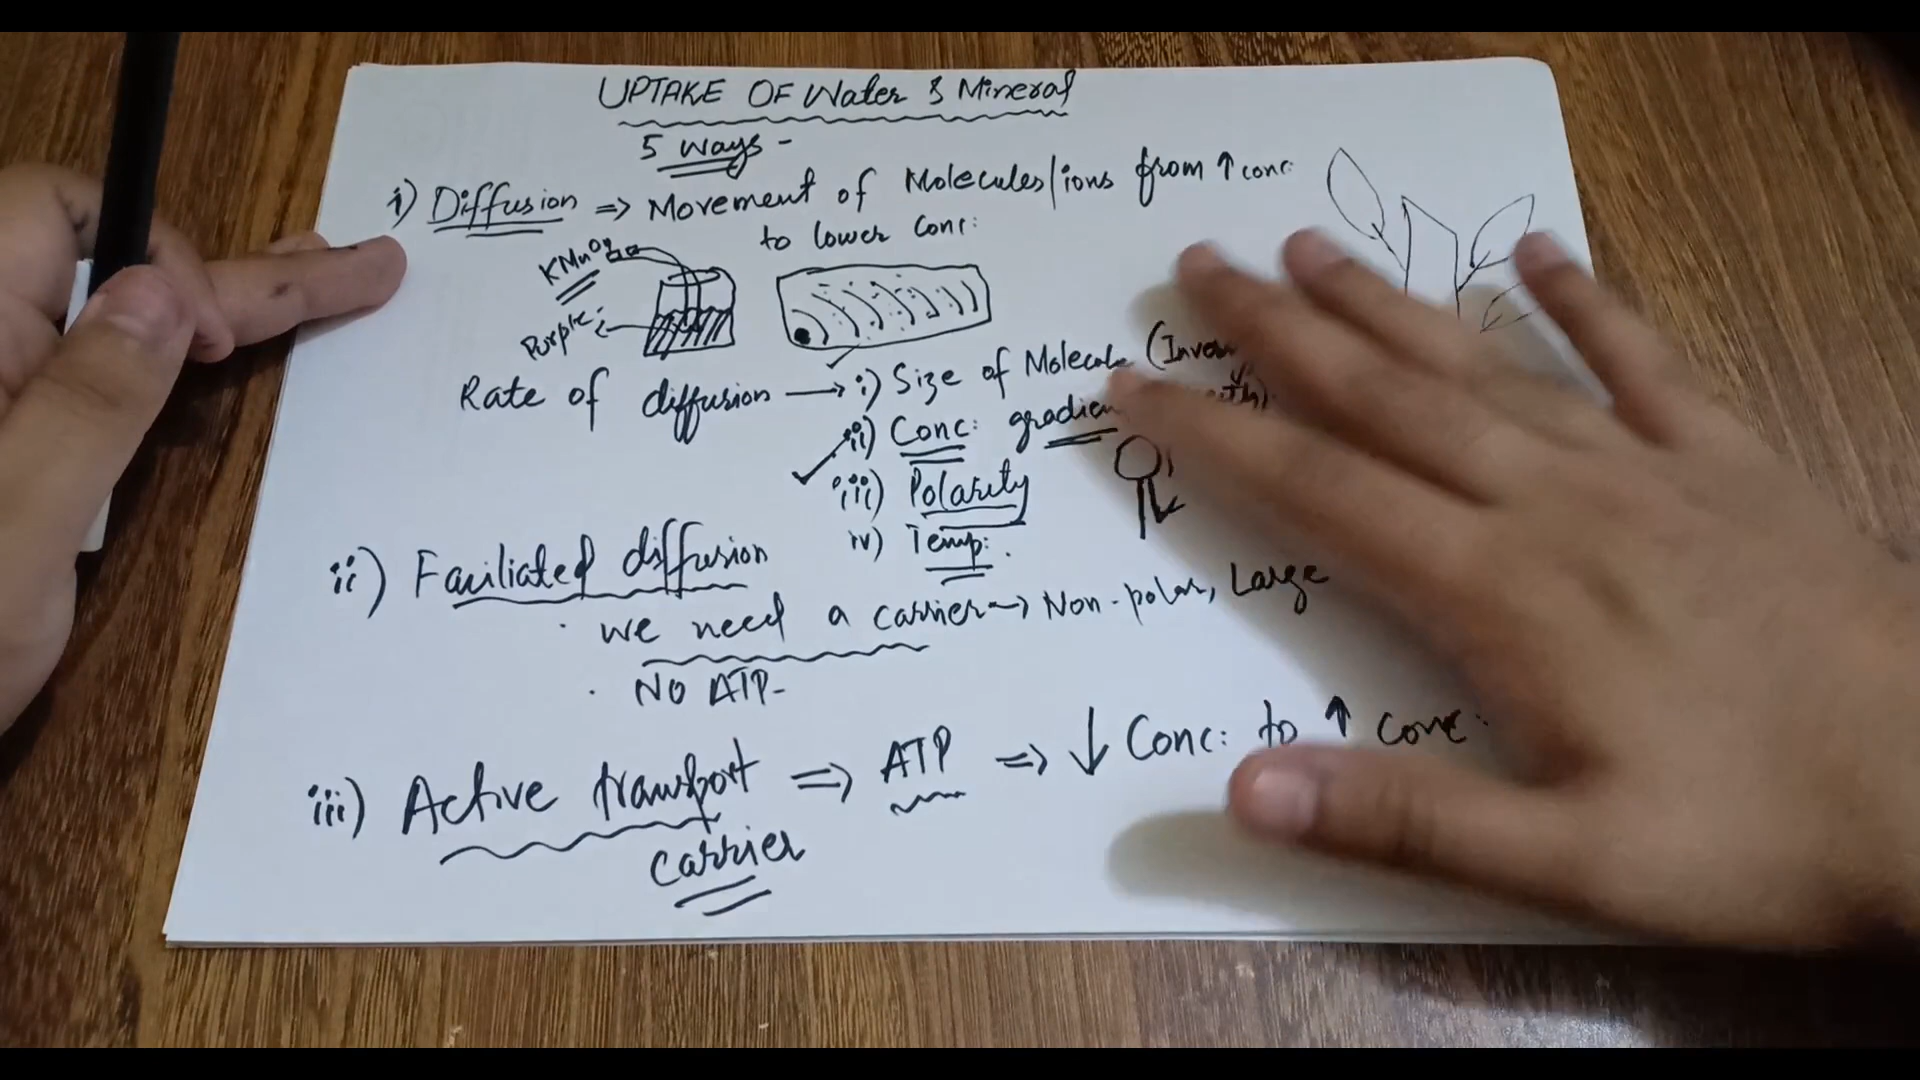 UPTAKE OF Water & Mineral
5 ways -
i) Diffusion => Movement of Molecules/ions from ↑ conc:
to lower conc:
KMnO4
Purple
Rate of diffusion → i) Size of Molecule
ii) Conc: gradien
iii) Polarity
iv) Temp:
ii) Faciliated diffusion
. we need a carrier → Non-polar, Large
. NO ATP-
iii) Active transport => ATP => ↓ Conc: to ↑ conc:
carrier